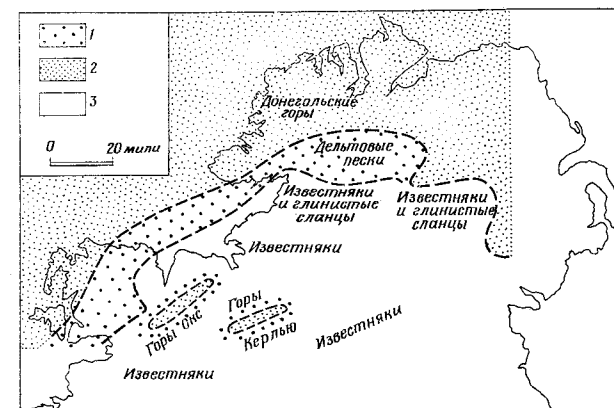 1
2
3
0 20 мили
Донегальские
горы
Дельтовые
пески
Известняки
и глинистые
сланцы
Известняки
и глинистые
сланцы
Известняки
Горы Окс
Горы
Керлью
Известняки
Известняки